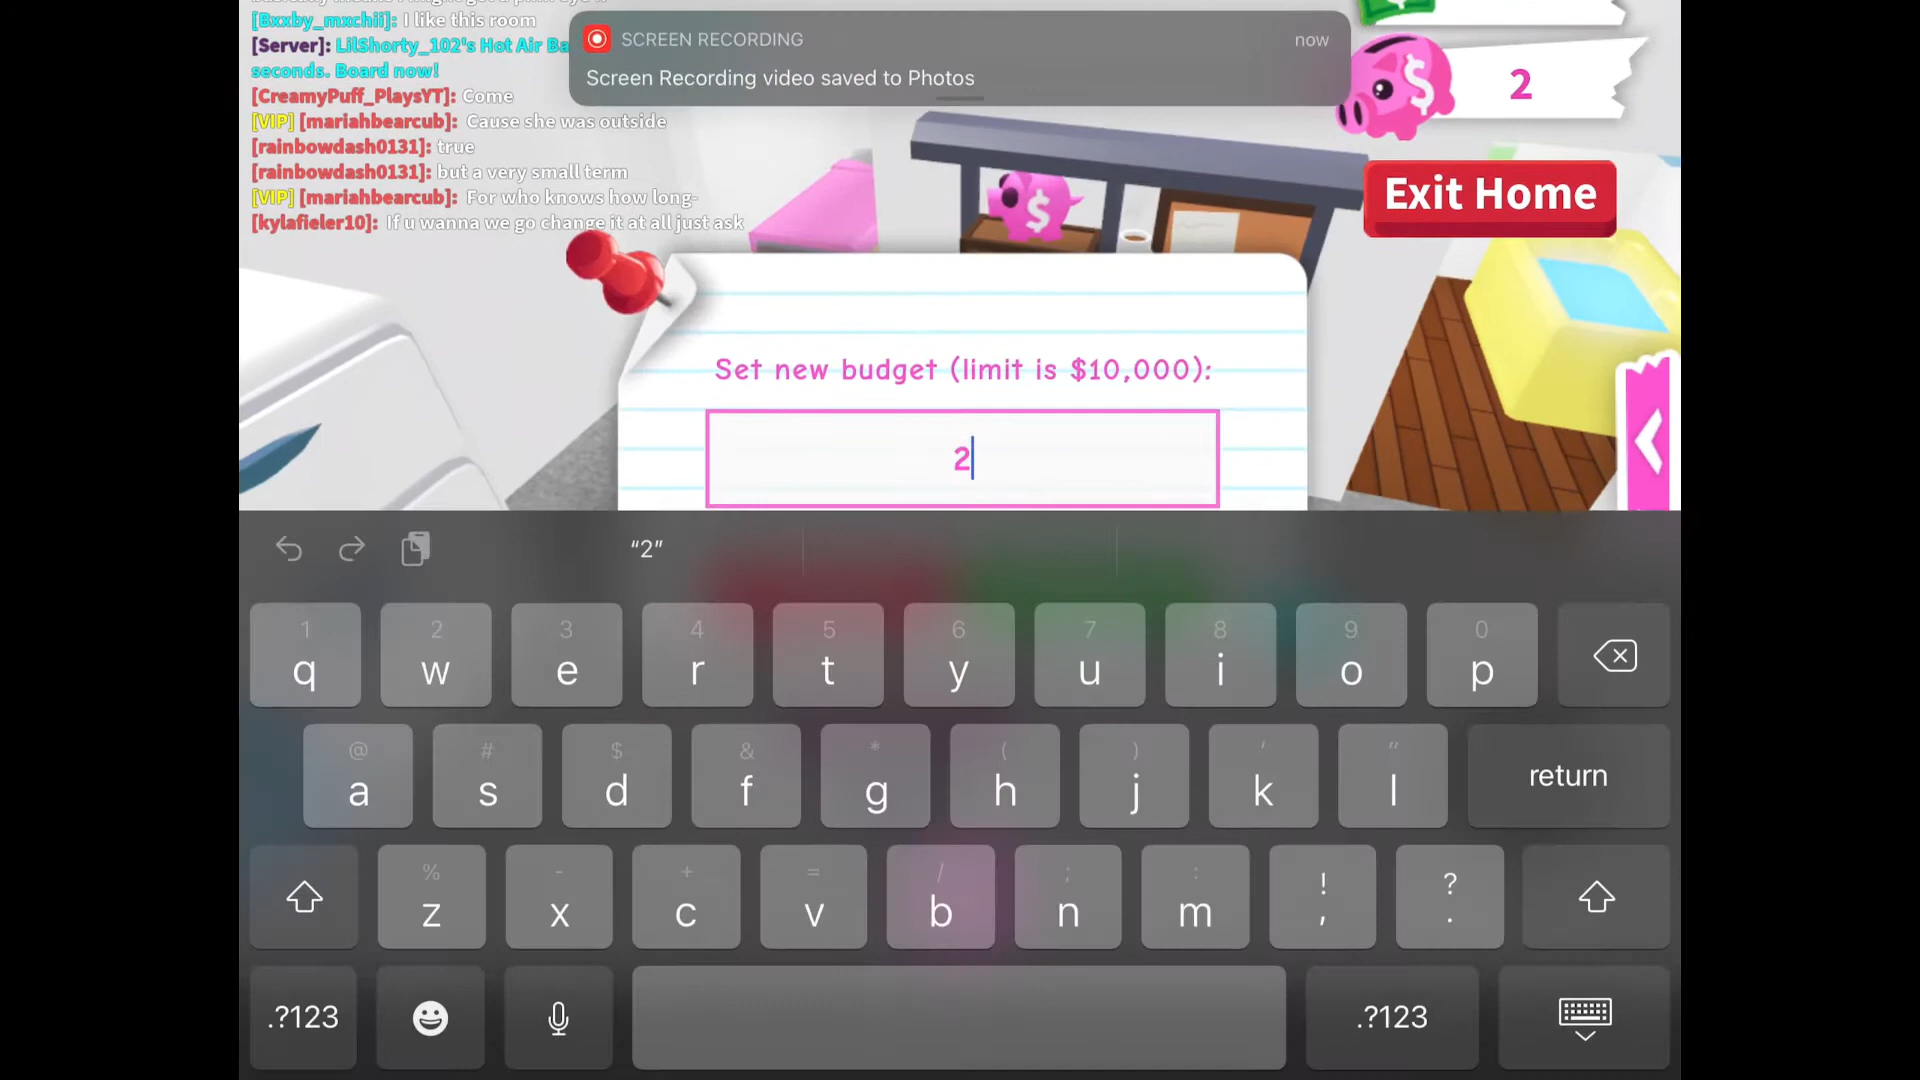 [Bxxby_mxchii]: I like this room
[Server]: LilShorty_102's Hot Air Ba
seconds. Board now!
[CreamyPuff_PlaysYT]: Come
[VIP] [mariahbearcub]: Cause she was outside
[rainbowdash0131]: true
[rainbowdash0131]: but a very small term
[VIP] [mariahbearcub]: For who knows how long-
[kylafieler10]: If u wanna we go change it at all just ask
SCREEN RECORDING
now
Screen Recording video saved to Photos
$
2
Exit Home
$
Set new budget (limit is $10,000):
2
“2”
1 2 3 4 5 6 7 8 9 0
q w e r t y u i o p
@ # $ & * ( ) ' "
a s d f g h j k l return
% - + = / ; : ! ?
z x c v b n m , .
.?123 .?123